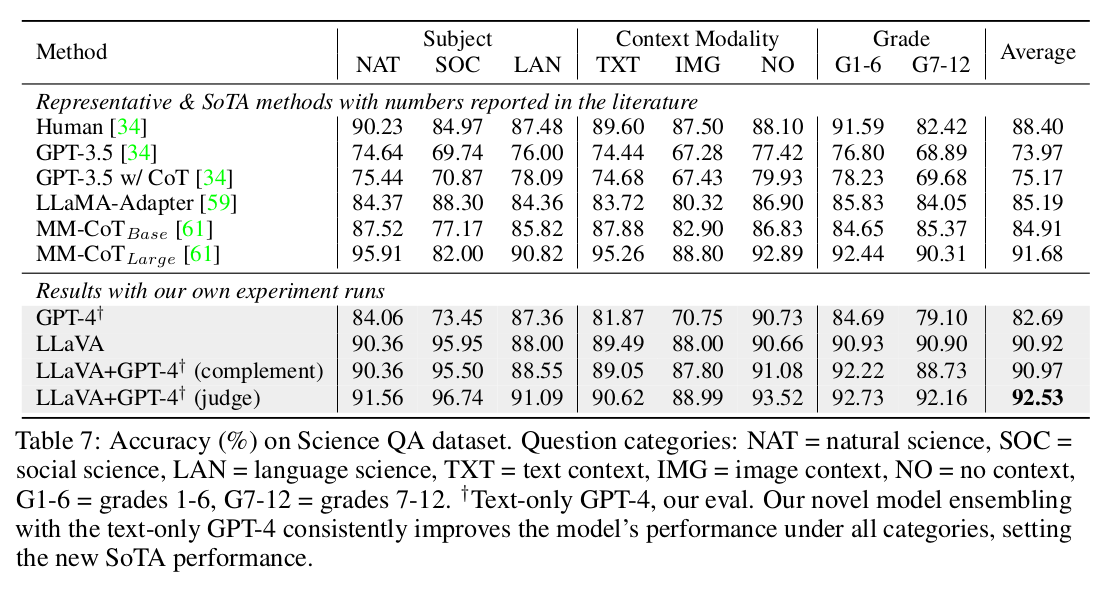 Method Subject Context Modality Grade Average
NAT SOC LAN TXT IMG NO G1-6 G7-12
Representative & SoTA methods with numbers reported in the literature
Human [34] 90.23 84.97 87.48 89.60 87.50 88.10 91.59 82.42 88.40
GPT-3.5 [34] 74.64 69.74 76.00 74.44 67.28 77.42 76.80 68.89 73.97
GPT-3.5 w/ CoT [34] 75.44 70.87 78.09 74.68 67.43 79.93 78.23 69.68 75.17
LLaMA-Adapter [59] 84.37 88.30 84.36 83.72 80.32 86.90 85.83 84.05 85.19
MM-CoT Base [61] 87.52 77.17 85.82 87.88 82.90 86.83 84.65 85.37 84.91
MM-CoT Large [61] 95.91 82.00 90.82 95.26 88.80 92.89 92.44 90.31 91.68
Results with our own experiment runs
GPT-4† 84.06 73.45 87.36 81.87 70.75 90.73 84.69 79.10 82.69
LLaVA 90.36 95.95 88.00 89.49 88.00 90.66 90.93 90.90 90.92
LLaVA+GPT-4† (complement) 90.36 95.50 88.55 89.05 87.80 91.08 92.22 88.73 90.97
LLaVA+GPT-4† (judge) 91.56 96.74 91.09 90.62 88.99 93.52 92.73 92.16 92.53
Table 7: Accuracy (%) on Science QA dataset. Question categories: NAT = natural science, SOC =
social science, LAN = language science, TXT = text context, IMG = image context, NO = no context,
G1-6 = grades 1-6, G7-12 = grades 7-12. †Text-only GPT-4, our eval. Our novel model ensembling
with the text-only GPT-4 consistently improves the model's performance under all categories, setting
the new SoTA performance.